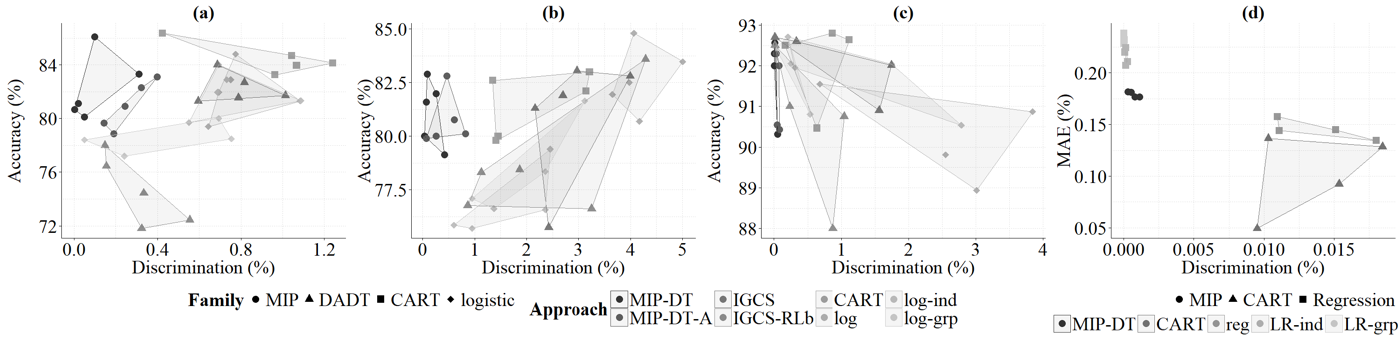 (a)
Accuracy (%)
84
80
76
72
0.0 0.4 0.8 1.2
Discrimination (%)
(b)
Accuracy (%)
85.0
82.5
80.0
77.5
0 1 2 3 4 5
Discrimination (%)
(c)
Accuracy (%)
93
92
91
90
89
88
0 1 2 3 4
Discrimination (%)
(d)
MAE (%)
0.20
0.15
0.10
0.05
0.000 0.005 0.010 0.015
Discrimination (%)
Family MIP DADT CART logistic
Approach MIP-DT IGCS CART log-ind
MIP-DT-A IGCS-RLb log log-grp
MIP CART Regression
MIP-DT CART reg LR-ind LR-grp